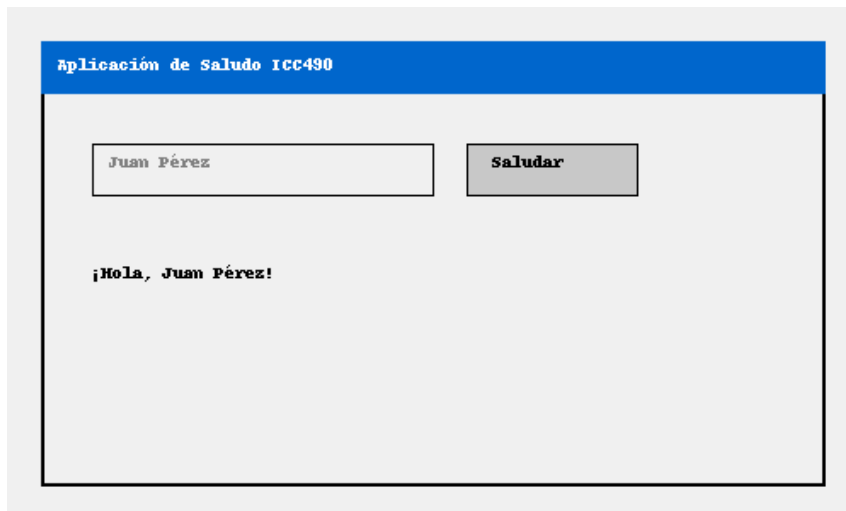 Aplicación de Saludo ICC490
Juan Pérez
Saludar
¡Hola, Juan Pérez!